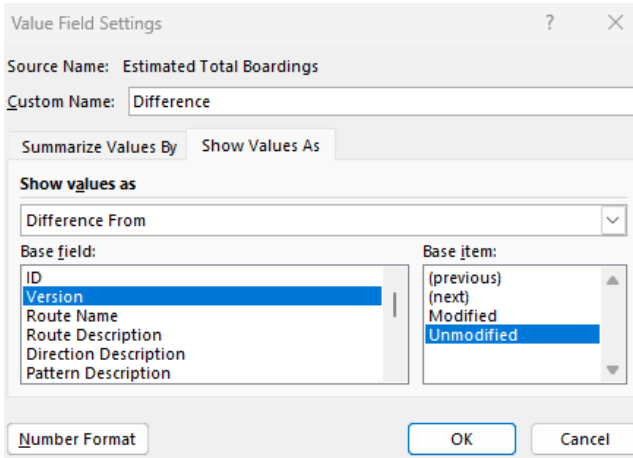 Value Field Settings ? ×
Source Name: Estimated Total Boardings
Custom Name: Difference
Summarize Values By Show Values As
Show values as
Difference From
Base field: Base item:
ID (previous)
Version (next)
Route Name Modified
Route Description Unmodified
Direction Description
Pattern Description
Number Format OK Cancel